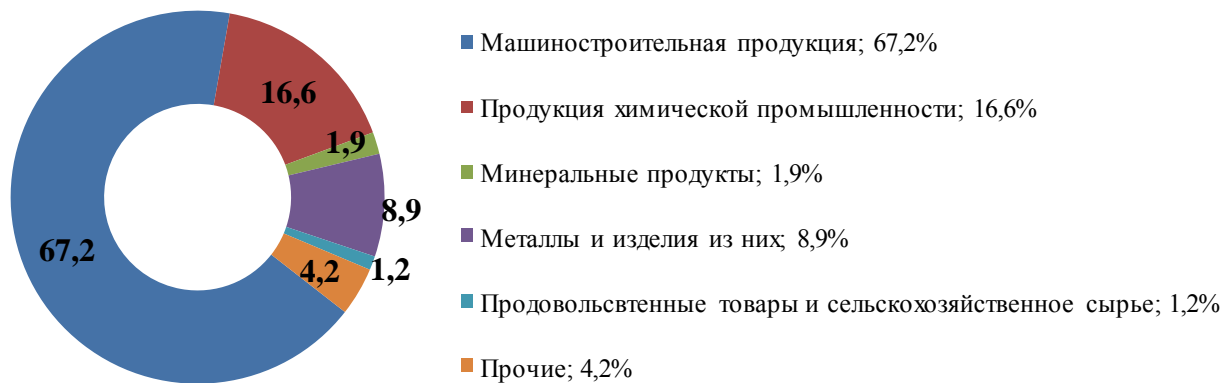 67,2
16,6
1,9
8,9
1,2
4,2
Машиностроительная продукция; 67,2%
Продукция химической промышленности; 16,6%
Минеральные продукты; 1,9%
Металлы и изделия из них; 8,9%
Продовольсвтенные товары и сельскохозяйственное сырье; 1,2%
Прочие; 4,2%